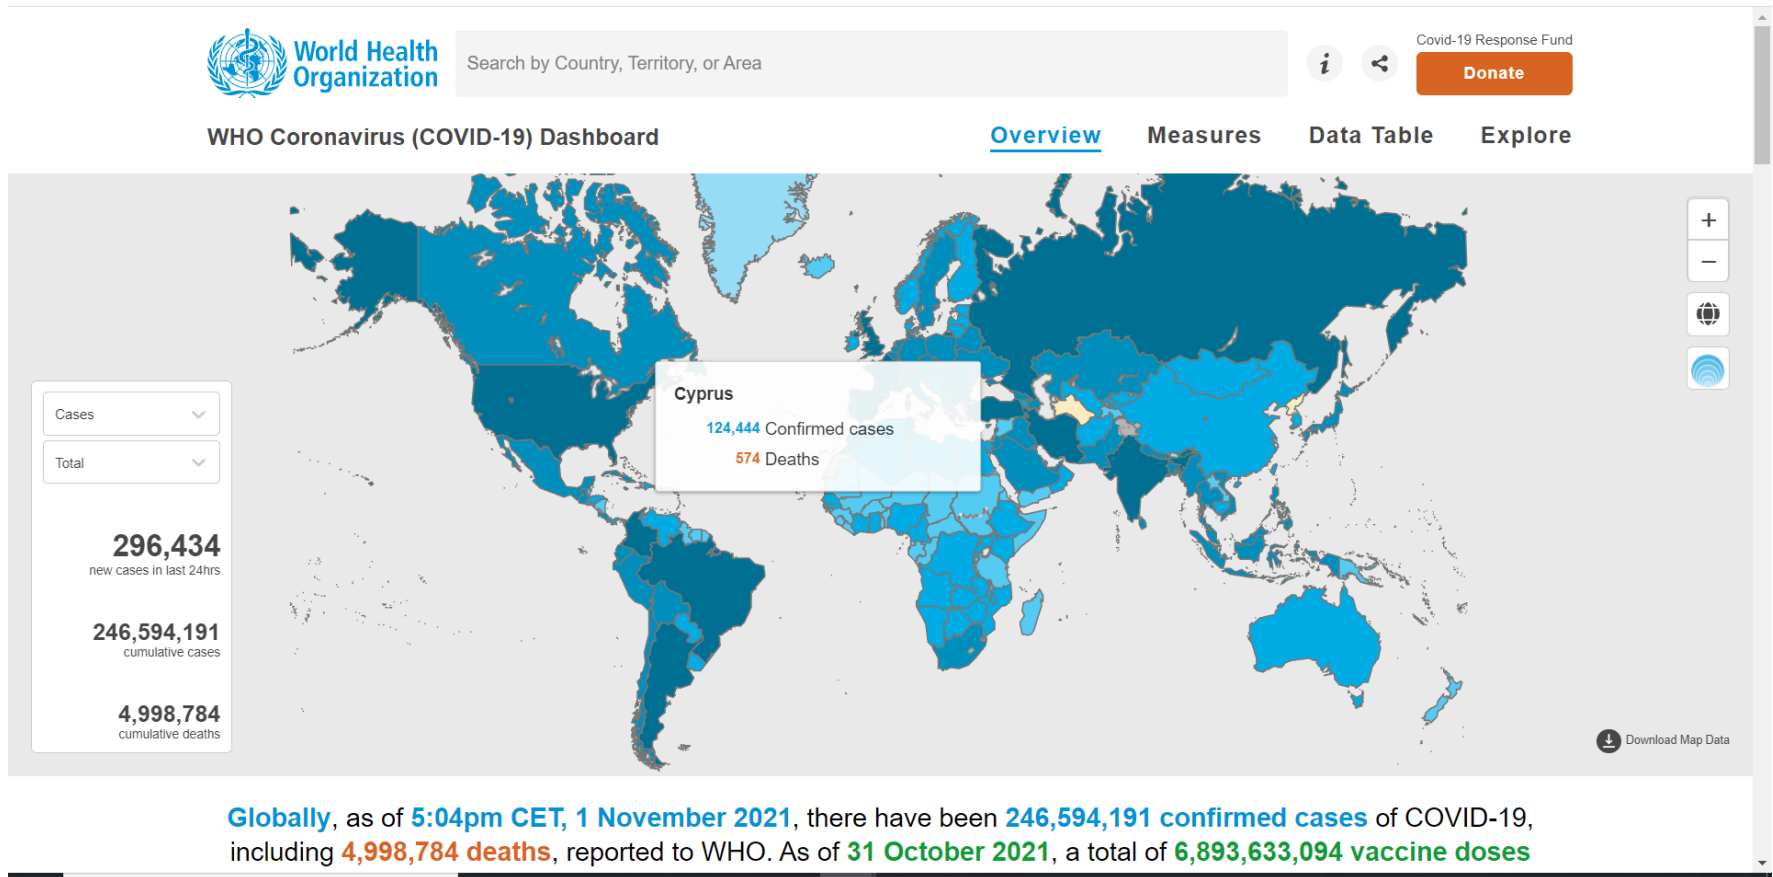 World Health
Organization
Search by Country, Territory, or Area
i
Covid-19 Response Fund
Donate
WHO Coronavirus (COVID-19) Dashboard
Overview
Measures
Data Table
Explore
+
−
Cyprus
124,444 Confirmed cases
574 Deaths
Cases
Total
296,434
new cases in last 24hrs
246,594,191
cumulative cases
4,998,784
cumulative deaths
Download Map Data
Globally, as of 5:04pm CET, 1 November 2021, there have been 246,594,191 confirmed cases of COVID-19,
including 4,998,784 deaths, reported to WHO. As of 31 October 2021, a total of 6,893,633,094 vaccine doses